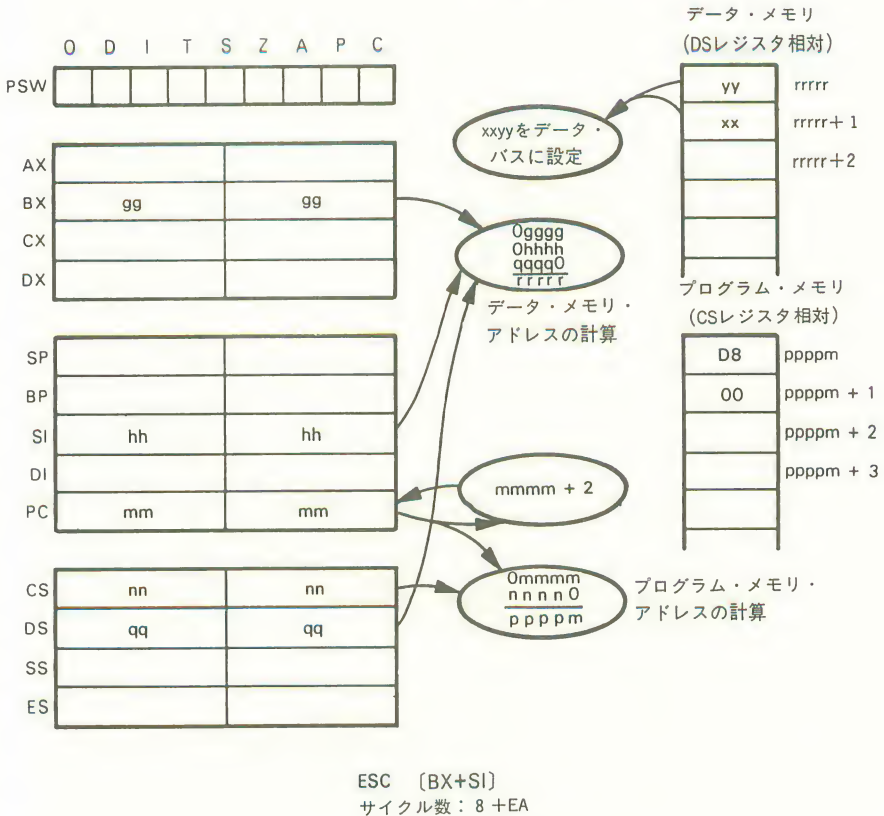 O D I T S Z A P C
PSW
AX
BX gg gg
CX
DX
SP
BP
SI hh hh
DI
PC mm mm
CS nn nn
DS qq qq
SS
ES
xxyyをデータ・
バスに設定
0gggg
0hhhh
qqqq0
rrrrr
データ・メモリ・
アドレスの計算
mmmm + 2
0mmmm
nnnn0
ppppm
プログラム・メモリ・
アドレスの計算
データ・メモリ
(DSレジスタ相対)
yy rrrrr
xx rrrrr+1
rrrrr+2
プログラム・メモリ
(CSレジスタ相対)
D8 ppppm
00 ppppm + 1
ppppm + 2
ppppm + 3
ESC 〔BX+SI〕
サイクル数：8+EA